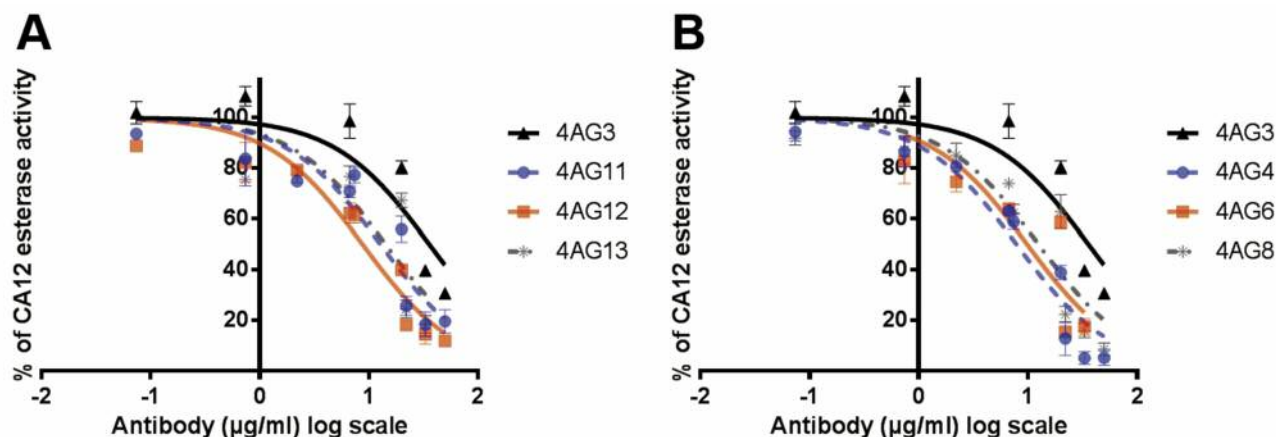 A
% of CA12 esterase activity
100
80
60
40
20
-2 -1 0 1 2
Antibody (µg/ml) log scale
4AG3
4AG11
4AG12
4AG13
B
% of CA12 esterase activity
100
80
60
40
20
-2 -1 0 1 2
Antibody (µg/ml) log scale
4AG3
4AG4
4AG6
4AG8